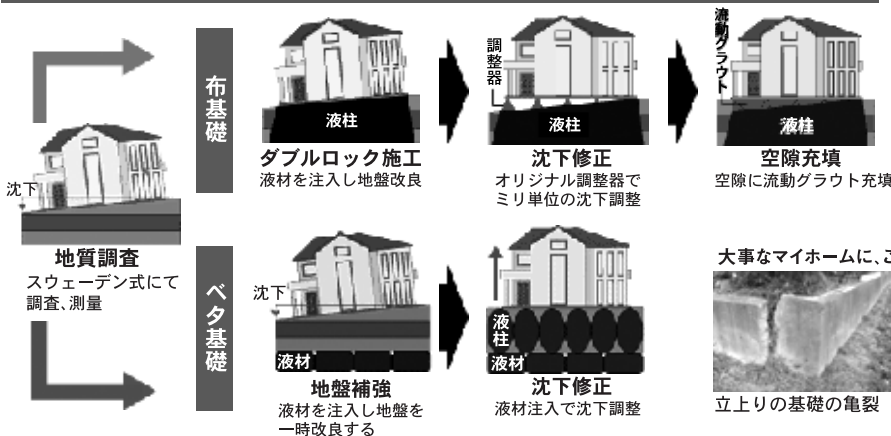 沈下
地質調査
スウェーデン式にて
調査、測量
布基礎
液柱
ダブルロック施工
液材を注入し地盤改良
調整器
液柱
沈下修正
オリジナル調整器で
ミリ単位の沈下調整
流動グラウト
液柱
空隙充填
空隙に流動グラウト充填
ベタ基礎
沈下
液材
地盤補強
液材を注入し地盤を
一時改良する
液柱
液材
沈下修正
液材注入で沈下調整
大事なマイホームに、こ
立上りの基礎の亀裂